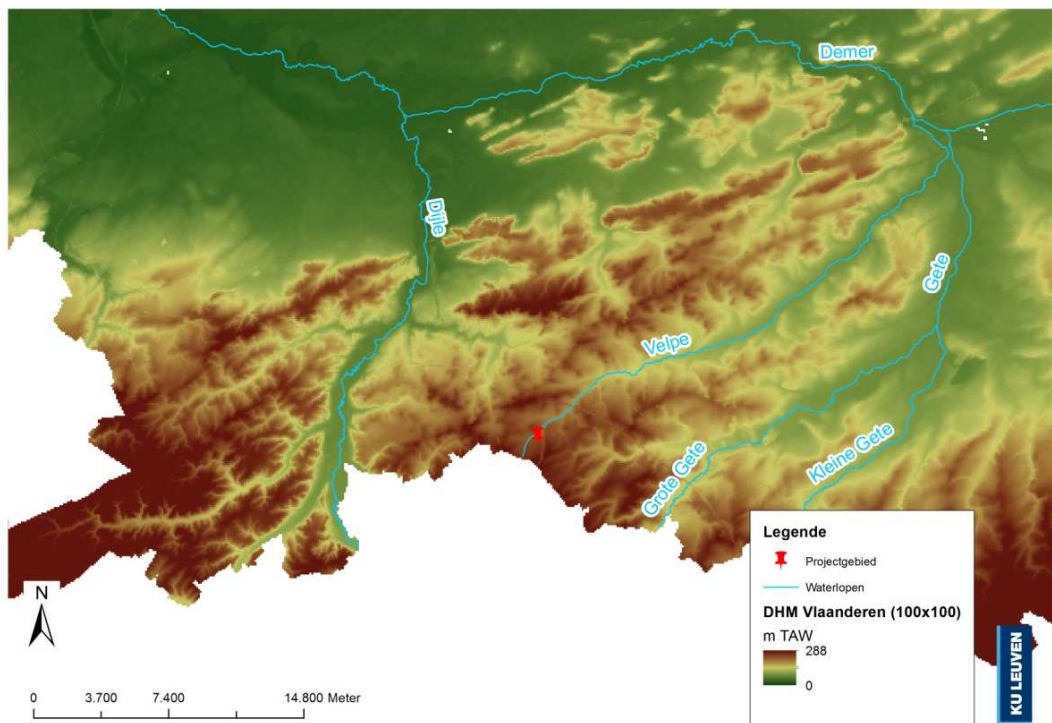 Demer
Dijle
Gete
Velpe
Kleine Gete
Grote Gete
Legende
Projectgebied
Waterlopen
DHM Vlaanderen (100x100)
m TAW
288
0
N
0 3.700 7.400 14.800 Meter
KU LEUVEN